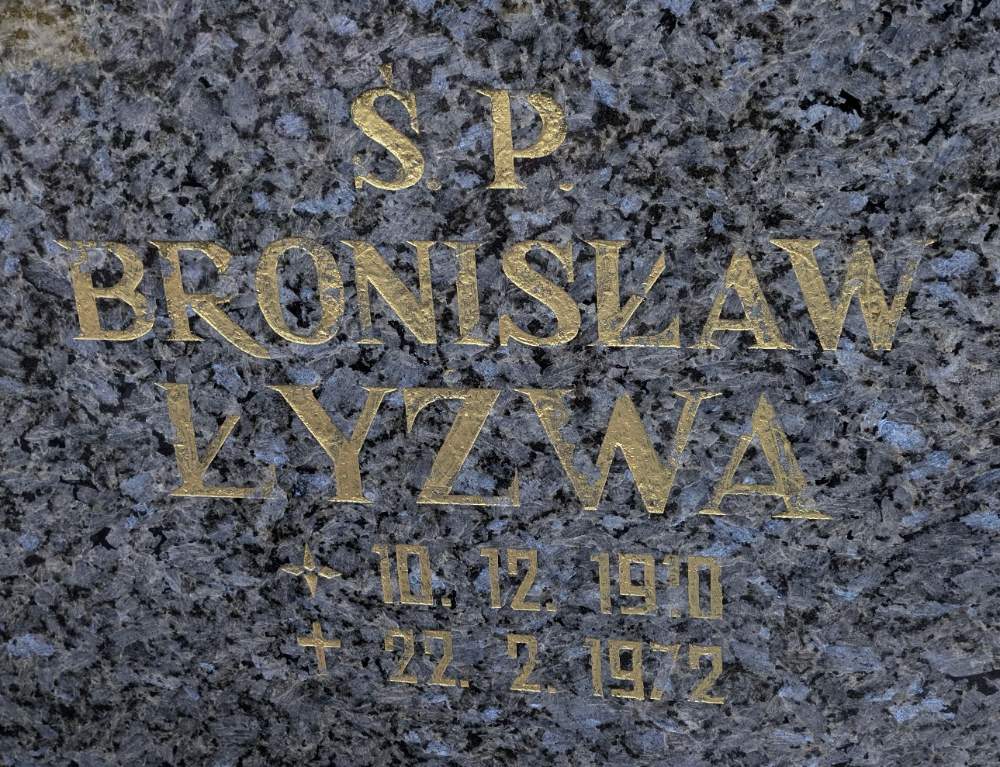 Ś. P.
BRONISŁAW
ŁYZWA
10. 12. 1910
22. 2. 1972